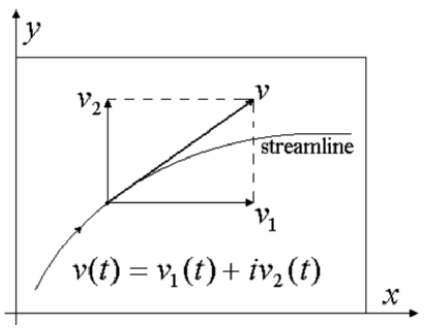 y
v₂
v
streamline
v₁
v(t) = v₁(t) + iv₂(t)
x